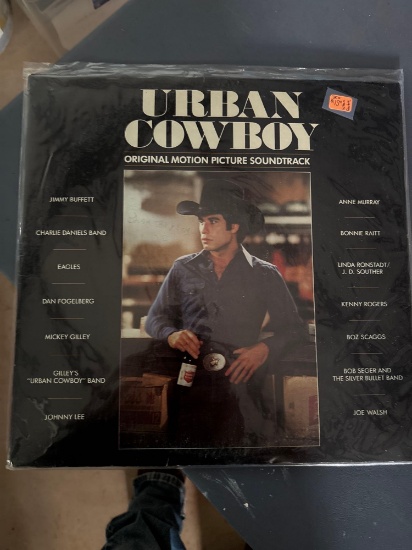 URBAN
COWBOY
ORIGINAL MOTION PICTURE SOUNDTRACK
JIMMY BUFFETT
CHARLIE DANIELS BAND
EAGLES
DAN FOGELBERG
MICKEY GILLEY
GILLEY'S
"URBAN COWBOY" BAND
JOHNNY LEE
ANNE MURRAY
BONNIE RAITT
LINDA RONSTADT/
J. D. SOUTHER
KENNY ROGERS
BOZ SCAGGS
BOB SEGER AND
THE SILVER BULLET BAND
JOE WALSH